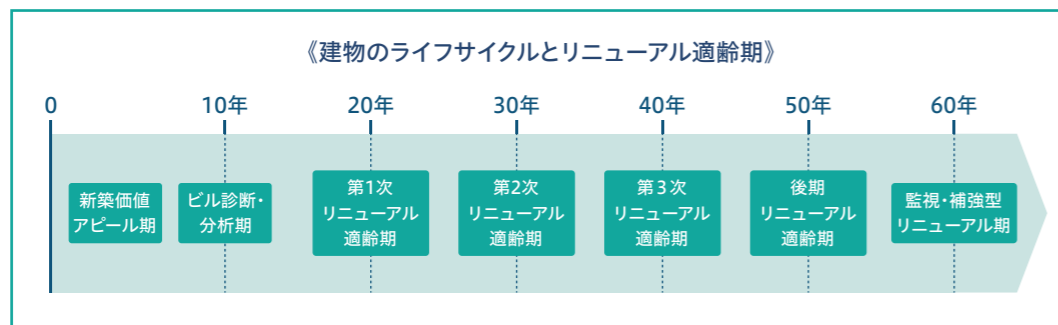 《建物のライフサイクルとリニューアル適齢期》
0
10年
20年
30年
40年
50年
60年
新築価値
アピール期
ビル診断・
分析期
第1次
リニューアル
適齢期
第2次
リニューアル
適齢期
第3次
リニューアル
適齢期
後期
リニューアル
適齢期
監視・補強型
リニューアル期